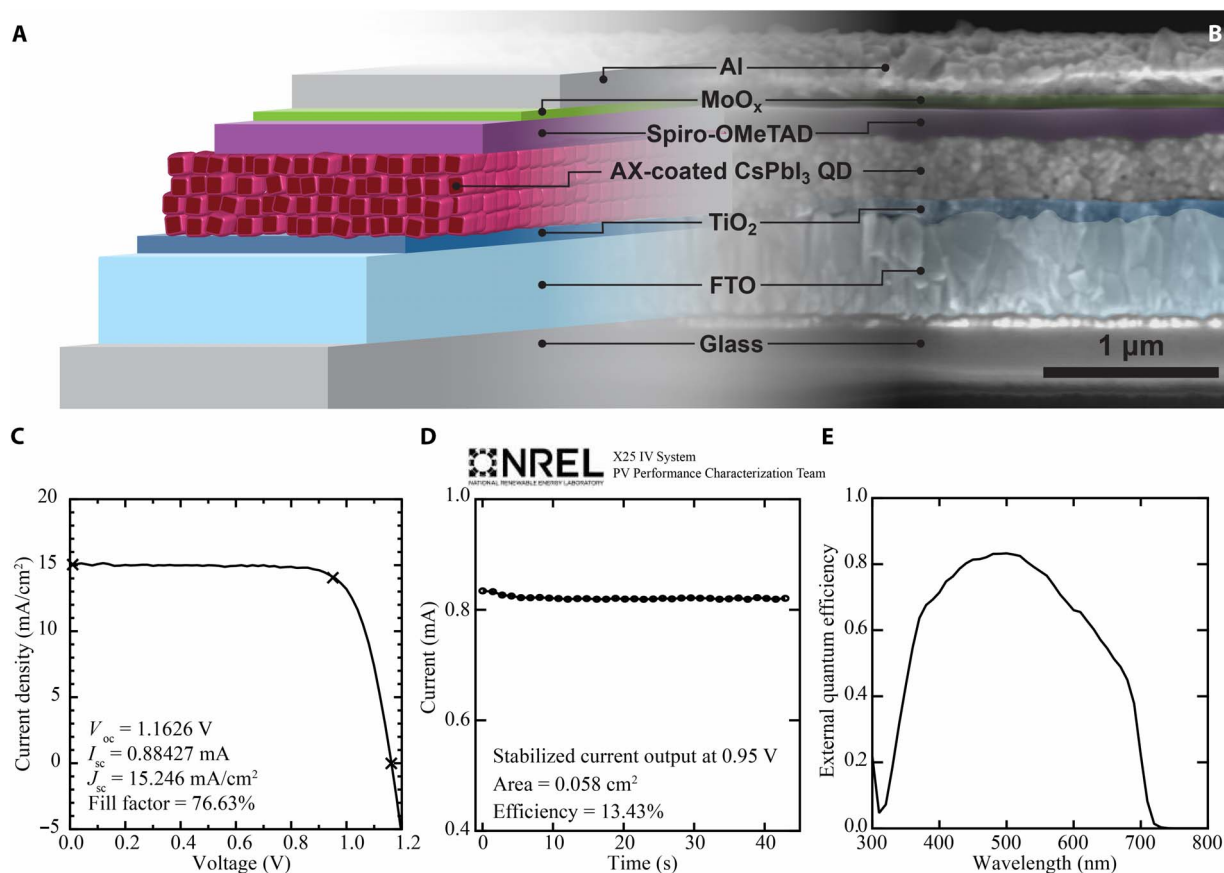 A
B
Al
MoOx
Spiro-OMeTAD
AX-coated CsPbI3 QD
TiO2
FTO
Glass
1 µm
C
D
E
NREL
NATIONAL RENEWABLE ENERGY LABORATORY
X25 IV System
PV Performance Characterization Team
20
15
10
5
0
−5
Current density (mA/cm²)
0.0 0.2 0.4 0.6 0.8 1.0 1.2
Voltage (V)
Voc = 1.1626 V
Isc = 0.88427 mA
Jsc = 15.246 mA/cm²
Fill factor = 76.63%
1.0
0.8
0.6
0.4
Current (mA)
0 10 20 30 40
Time (s)
Stabilized current output at 0.95 V
Area = 0.058 cm²
Efficiency = 13.43%
1.0
0.8
0.6
0.4
0.2
0.0
External quantum efficiency
300 400 500 600 700 800
Wavelength (nm)